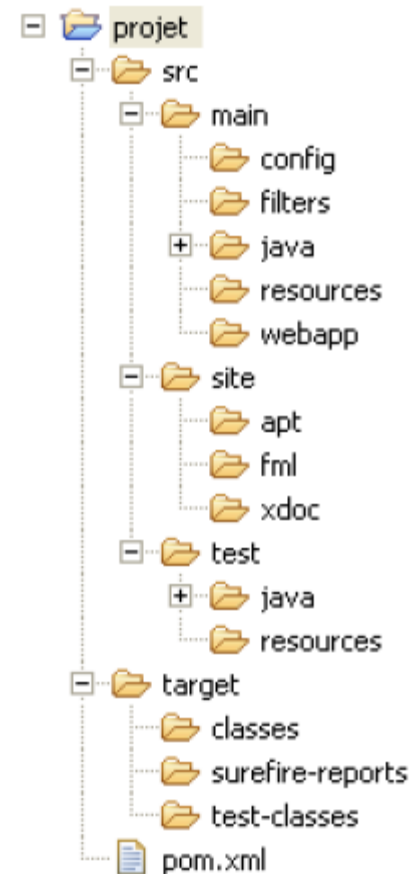 projet
src
main
config
filters
java
resources
webapp
site
apt
fml
xdoc
test
java
resources
target
classes
surefire-reports
test-classes
pom.xml